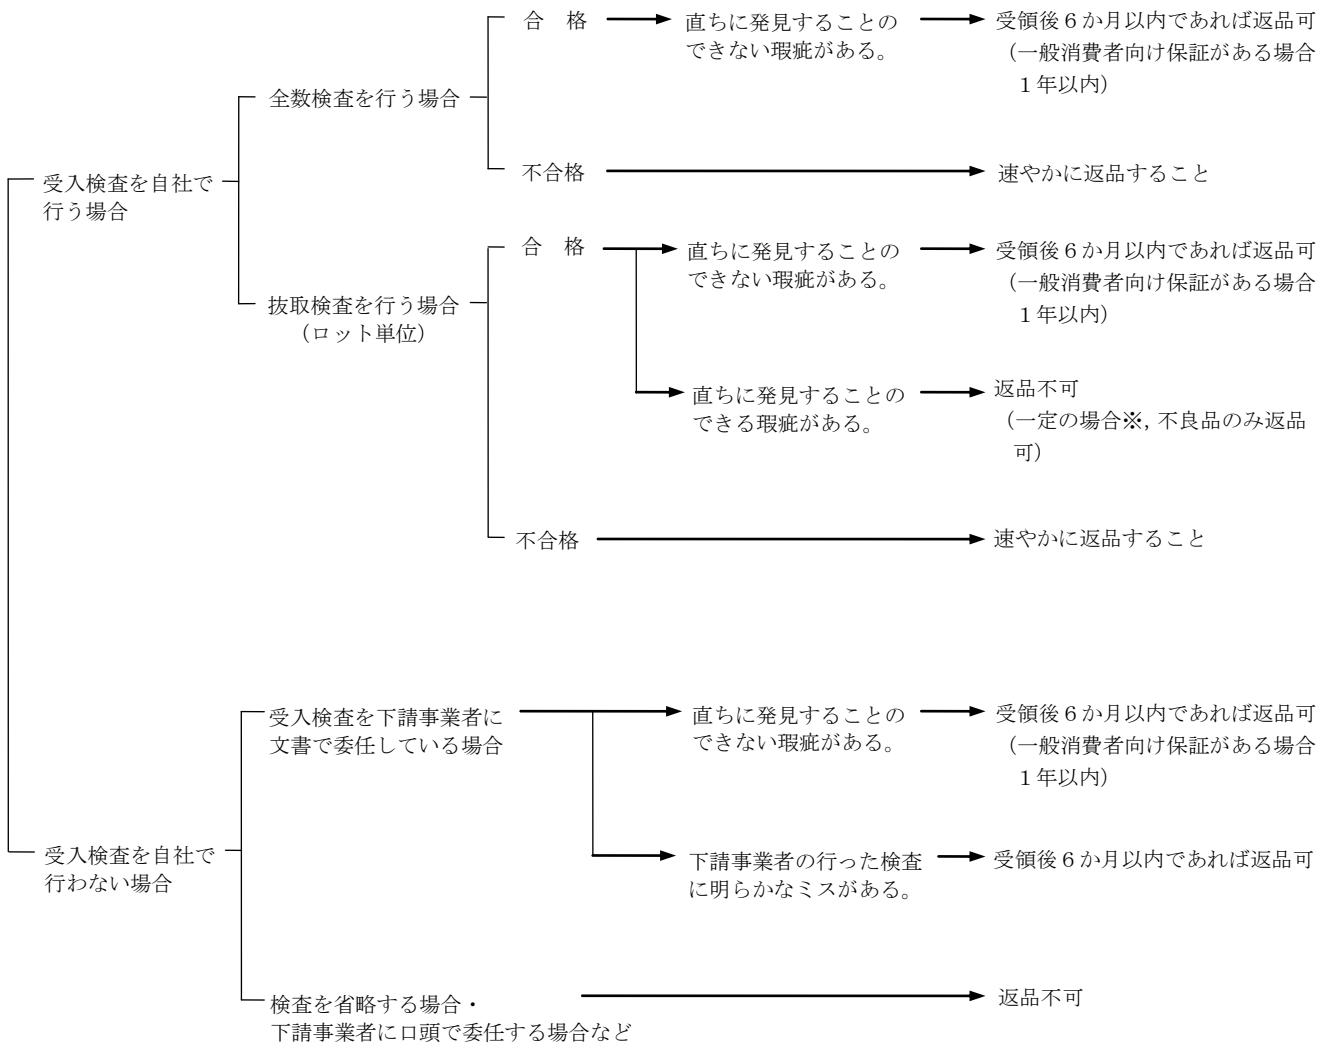 受入検査を自社で
行う場合
全数検査を行う場合
合　格
直ちに発見することの
できない瑕疵がある。
受領後６か月以内であれば返品可
（一般消費者向け保証がある場合
１年以内）
不合格
速やかに返品すること
抜取検査を行う場合
（ロット単位）
合　格
直ちに発見することの
できない瑕疵がある。
受領後６か月以内であれば返品可
（一般消費者向け保証がある場合
１年以内）
直ちに発見することの
できる瑕疵がある。
返品不可
（一定の場合※, 不良品のみ返品
可）
不合格
速やかに返品すること
受入検査を自社で
行わない場合
受入検査を下請事業者に
文書で委任している場合
直ちに発見することの
できない瑕疵がある。
受領後６か月以内であれば返品可
（一般消費者向け保証がある場合
１年以内）
下請事業者の行った検査
に明らかなミスがある。
受領後６か月以内であれば返品可
検査を省略する場合・
下請事業者に口頭で委任する場合など
返品不可